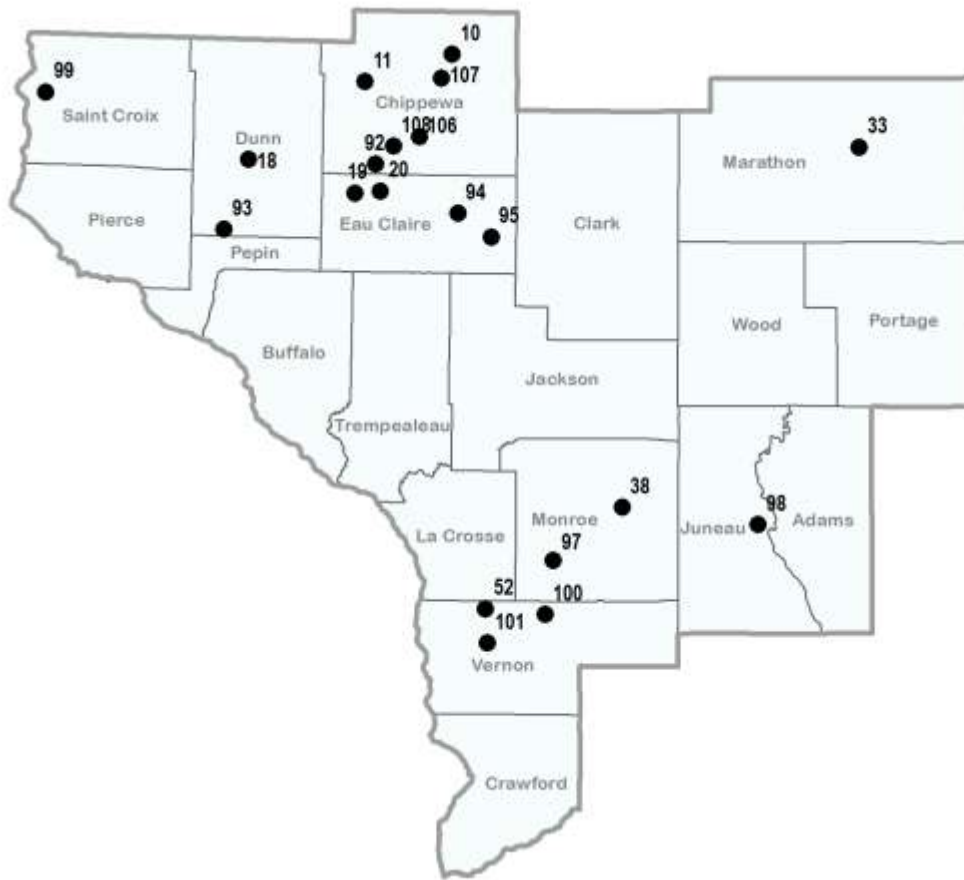 10
11
107
99
Chippewa
Saint Croix
108
106
33
Dunn
92
Marathon
18
19
20
94
Pierce
93
Eau Claire
95
Clark
Pepin
Wood
Portage
Buffalo
Jackson
Trempealeau
38
98
La Crosse
Monroe
Juneau
Adams
97
52
100
101
Vernon
Crawford